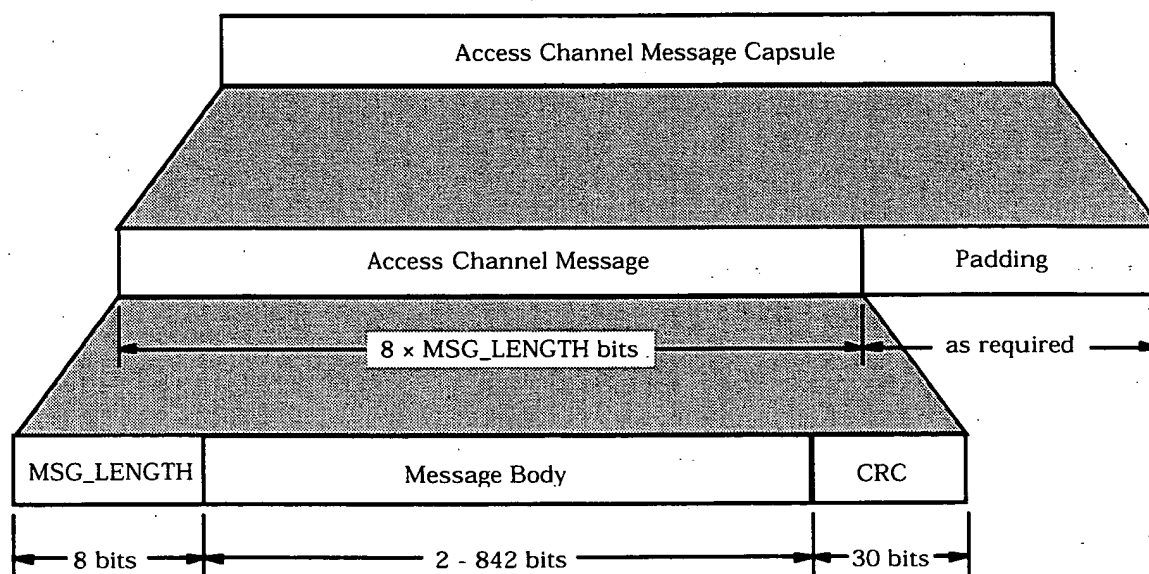 Access Channel Message Capsule
Access Channel Message
Padding
8 × MSG_LENGTH bits
as required
MSG_LENGTH
Message Body
CRC
8 bits
2 - 842 bits
30 bits